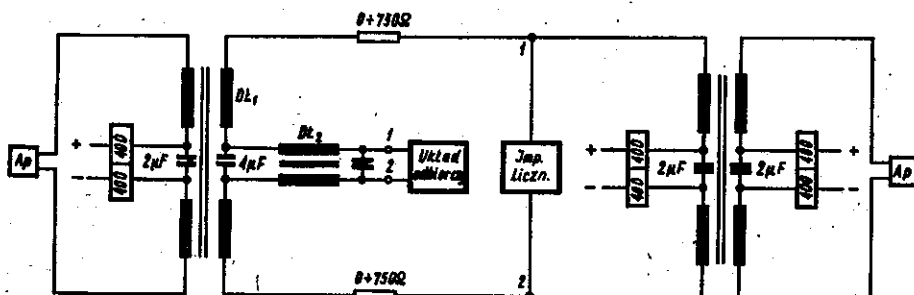 0÷750Ω
1
DŁ₁
DŁ₂
1
Ap
+
400
2μF
4μF
2
Układ
odbiorczy
Imp.
Liczn.
+
400
2μF
2μF
400
+
Ap
-
400
-
400
400
-
0÷750Ω
2